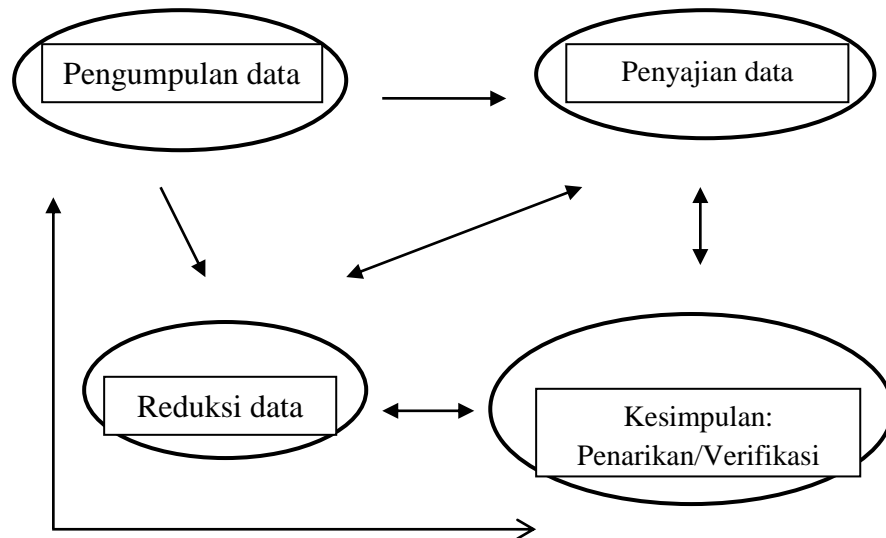 Pengumpulan data
Penyajian data
Reduksi data
Kesimpulan:
Penarikan/Verifikasi